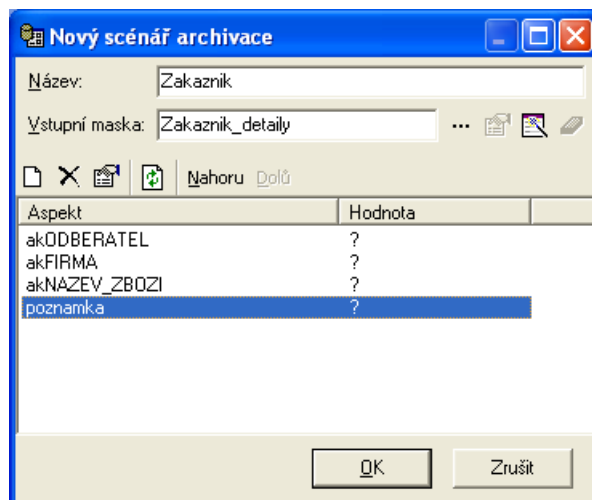 Nový scénář archivace
Název: Zakaznik
Vstupní maska: Zakaznik_detaily ...
Nahoru Dolů
Aspekt Hodnota
akODBERATEL ?
akFIRMA ?
akNAZEV_ZBOZI ?
poznamka ?
OK Zrušit